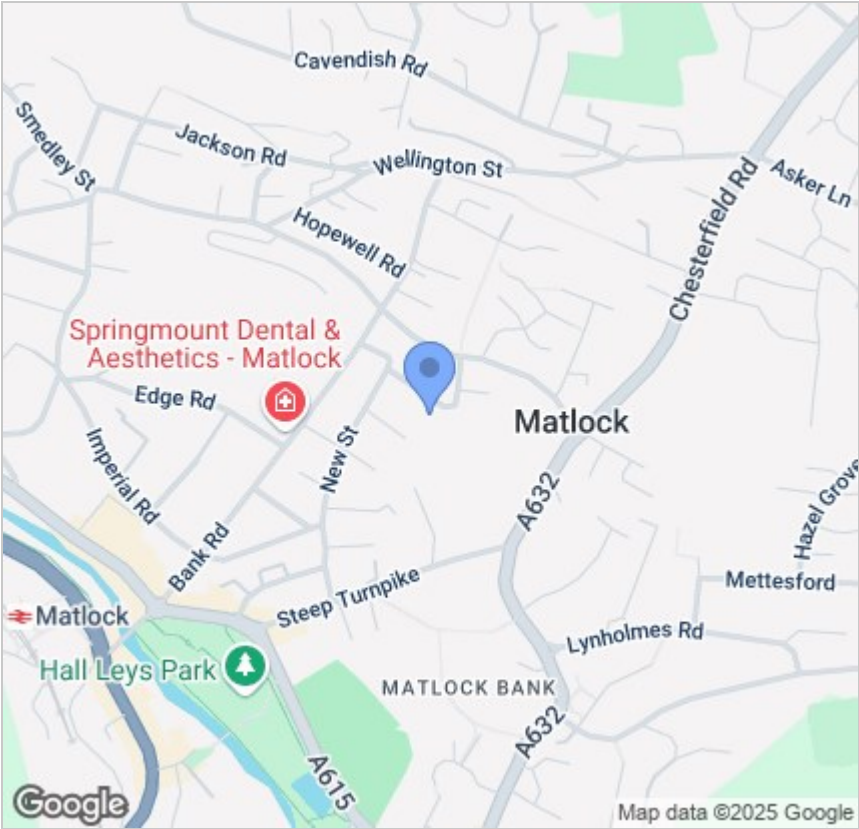 Cavendish Rd
Smedley St
Jackson Rd
Wellington St
Asker Ln
Hopewell Rd
Chesterfield Rd
Springmount Dental &
Aesthetics - Matlock
Edge Rd
Matlock
New St
Imperial Rd
A632
Hazel Grove
Bank Rd
Mettesford
Steep Turnpike
Matlock
Lynholmes Rd
Hall Leys Park
MATLOCK BANK
A632
A615
Google
Map data ©2025 Google